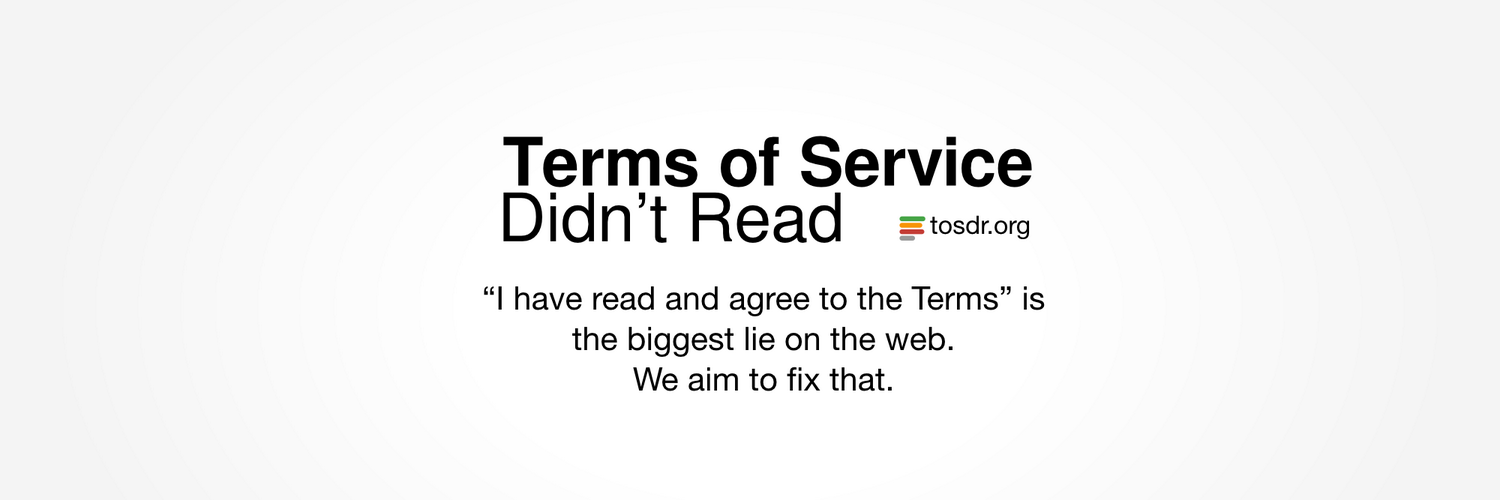 Terms of Service
Didn’t Read
tosdr.org
“I have read and agree to the Terms” is
the biggest lie on the web.
We aim to fix that.